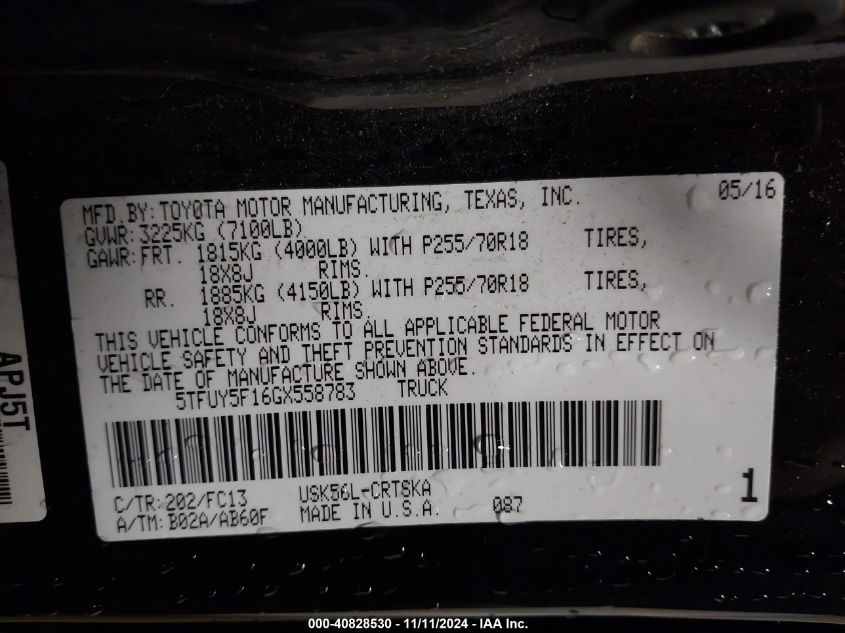 MFD.BY:TOYOTA MOTOR MANUFACTURING, TEXAS, INC. 05/16
GVWR:3225KG (7100LB)
GAWR:FRT. 1815KG (4000LB) WITH P255/70R18 TIRES,
18X8J RIMS.
RR. 1885KG (4150LB) WITH P255/70R18 TIRES,
18X8J RIMS.
THIS VEHICLE CONFORMS TO ALL APPLICABLE FEDERAL MOTOR
VEHICLE SAFETY AND THEFT PREVENTION STANDARDS IN EFFECT ON
THE DATE OF MANUFACTURE SHOWN ABOVE.
5TFUY5F16GX558783 TRUCK
C/TR:202/FC13 USK56L-CRTSKA
A/TM:B02A/AB60F MADE IN U.S.A. 087
1
APJ5T
000-40828530 - 11/11/2024 - IAA Inc.